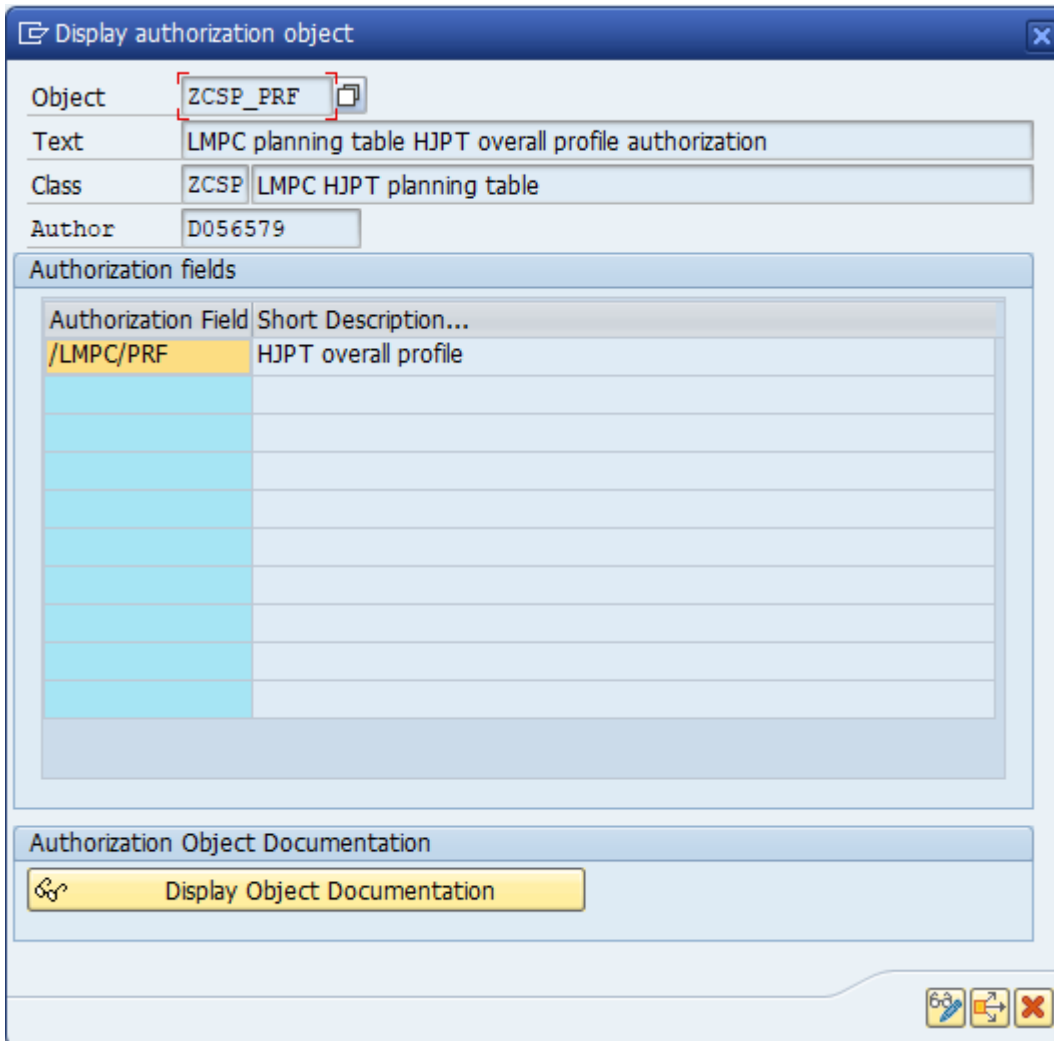 Display authorization object
Object ZCSP_PRF
Text LMPC planning table HJPT overall profile authorization
Class ZCSP LMPC HJPT planning table
Author D056579
Authorization fields
Authorization Field Short Description...
/LMPC/PRF HJPT overall profile
Authorization Object Documentation
Display Object Documentation